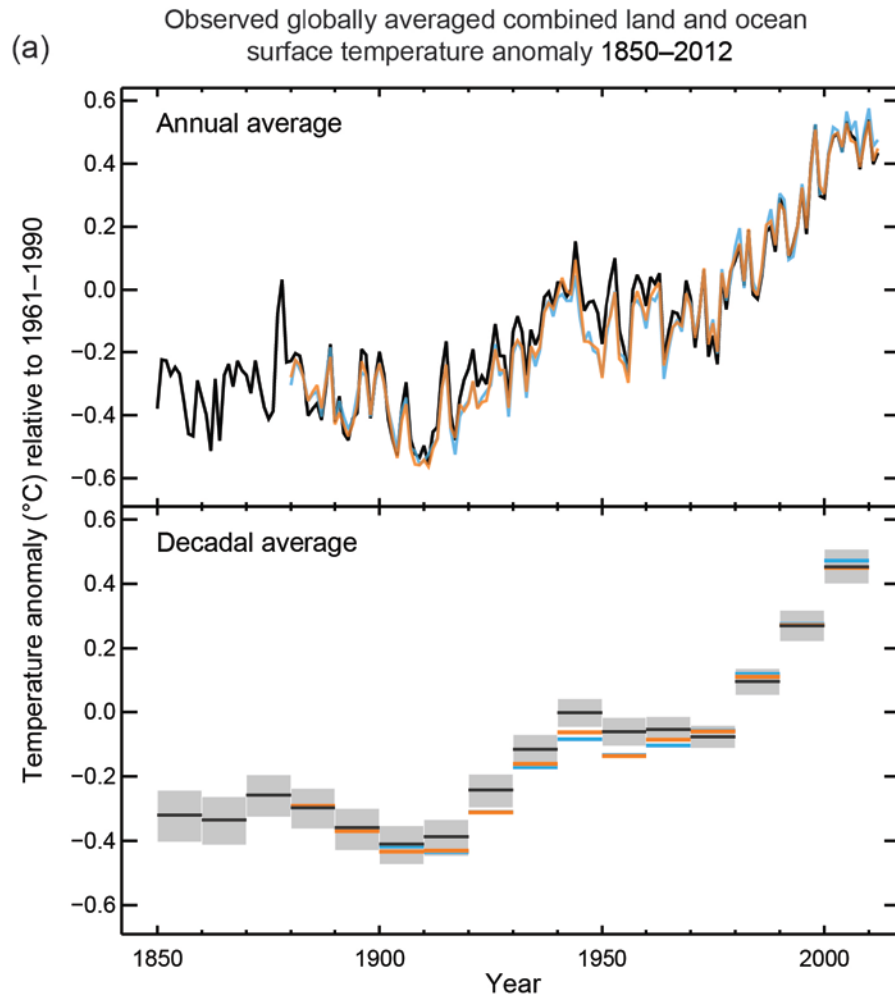 Observed globally averaged combined land and ocean
surface temperature anomaly 1850–2012
(a)
Annual average
0.6
0.4
0.2
0.0
−0.2
−0.4
−0.6
Temperature anomaly (°C) relative to 1961–1990
Decadal average
0.6
0.4
0.2
0.0
−0.2
−0.4
−0.6
1850 1900 1950 2000
Year